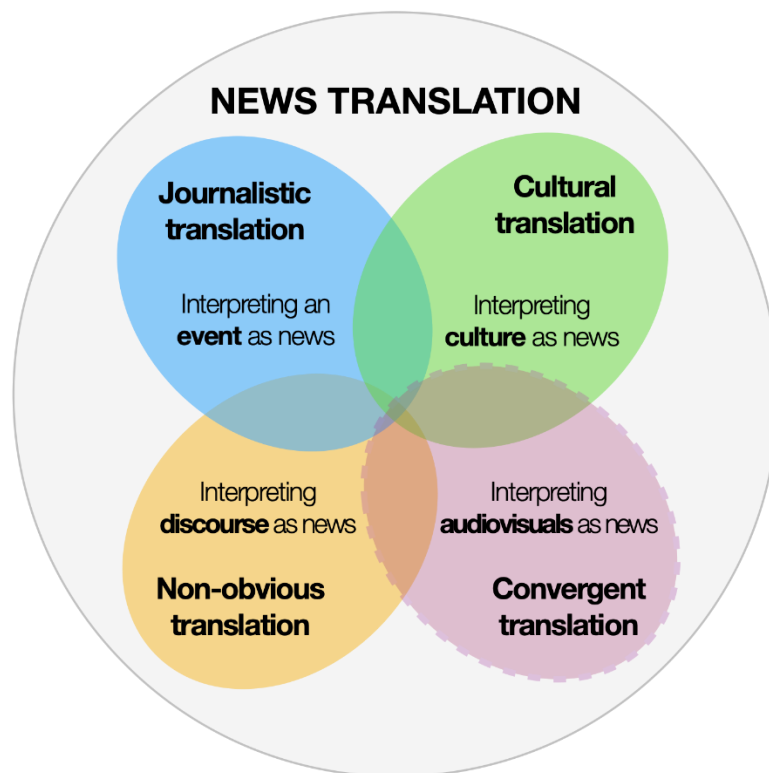 NEWS TRANSLATION
Journalistic
translation
Interpreting an
event as news
Cultural
translation
Interpreting
culture as news
Interpreting
discourse as news
Non-obvious
translation
Interpreting
audiovisuals as news
Convergent
translation